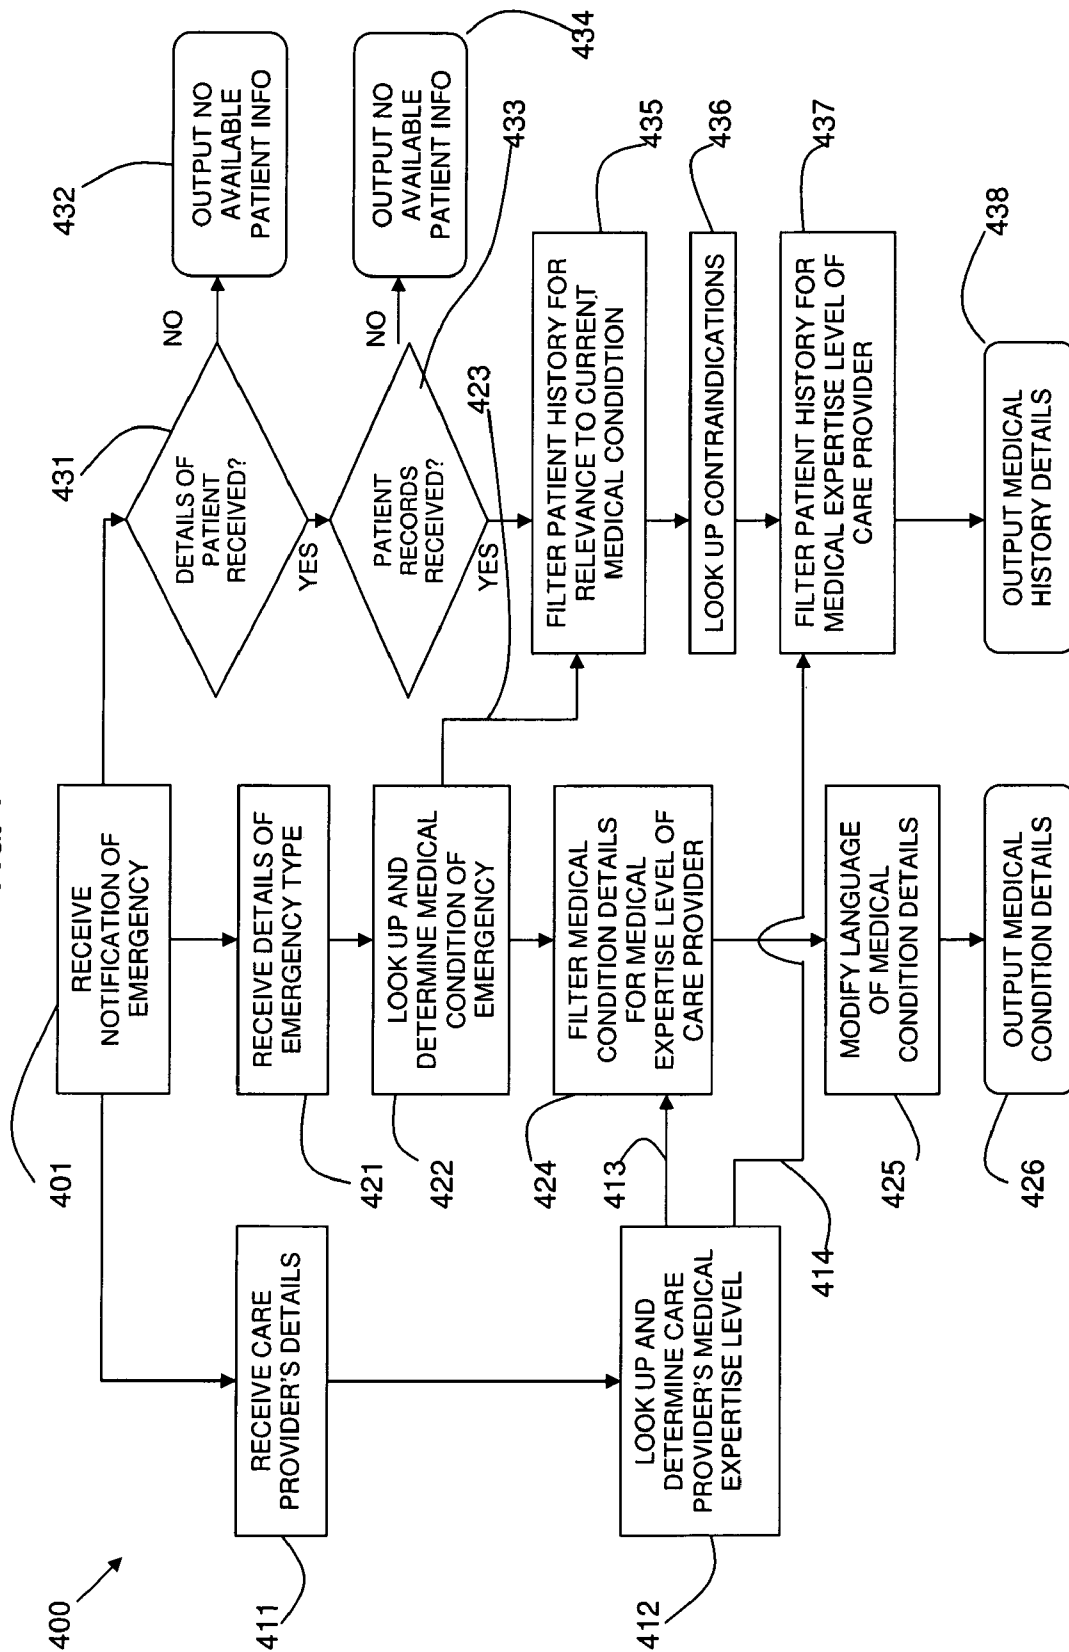 400
401
RECEIVE
NOTIFICATION OF
EMERGENCY
411
RECEIVE CARE
PROVIDER'S DETAILS
412
LOOK UP AND
DETERMINE CARE
PROVIDER'S MEDICAL
EXPERTISE LEVEL
413
414
421
RECEIVE DETAILS OF
EMERGENCY TYPE
422
LOOK UP AND
DETERMINE MEDICAL
CONDITION OF
EMERGENCY
423
424
FILTER MEDICAL
CONDITION DETAILS
FOR MEDICAL
EXPERTISE LEVEL OF
CARE PROVIDER
425
MODIFY LANGUAGE
OF MEDICAL
CONDITION DETAILS
426
OUTPUT MEDICAL
CONDITION DETAILS
431
DETAILS OF
PATIENT
RECEIVED?
NO
YES
432
OUTPUT NO
AVAILABLE
PATIENT INFO
433
PATIENT
RECORDS
RECEIVED?
NO
YES
434
OUTPUT NO
AVAILABLE
PATIENT INFO
435
FILTER PATIENT HISTORY FOR
RELEVANCE TO CURRENT
MEDICAL CONDIDTION
436
LOOK UP CONTRAINDICATIONS
437
FILTER PATIENT HISTORY FOR
MEDICAL EXPERTISE LEVEL OF
CARE PROVIDER
438
OUTPUT MEDICAL
HISTORY DETAILS